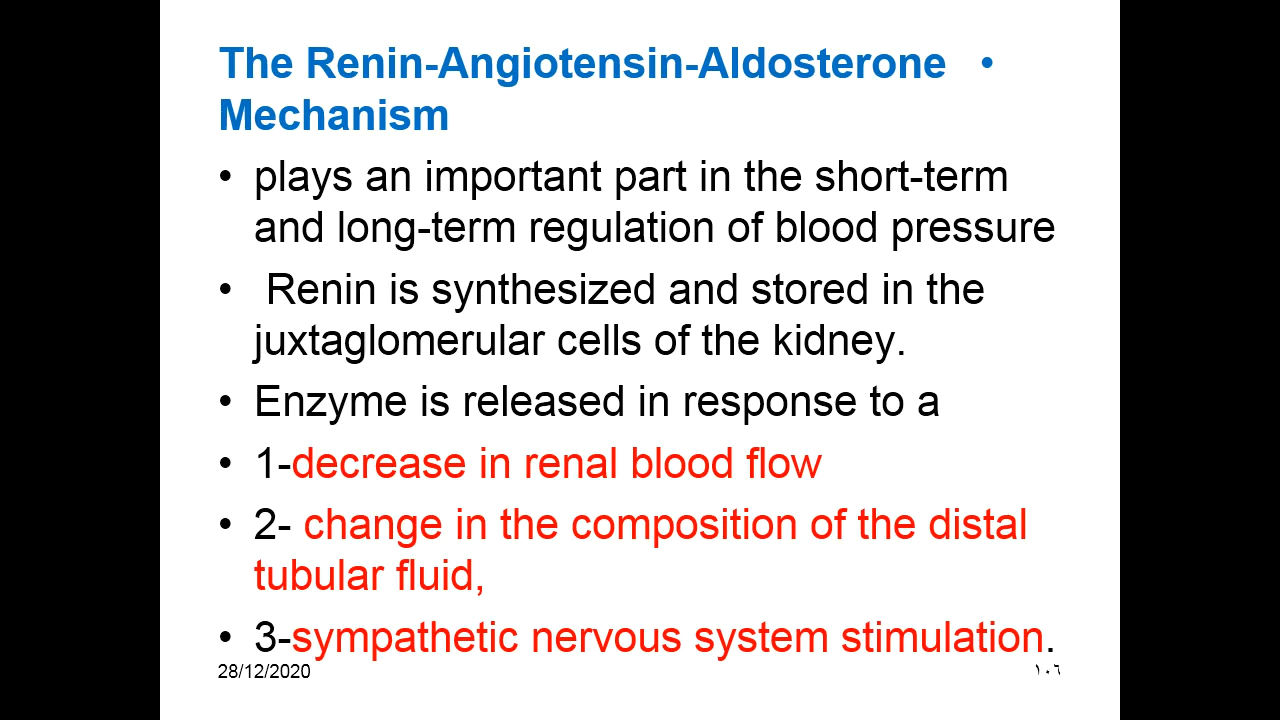 The Renin-Angiotensin-Aldosterone •
Mechanism
• plays an important part in the short-term
and long-term regulation of blood pressure
• Renin is synthesized and stored in the
juxtaglomerular cells of the kidney.
• Enzyme is released in response to a
• 1-decrease in renal blood flow
• 2- change in the composition of the distal
tubular fluid,
• 3-sympathetic nervous system stimulation.
28/12/2020 ١٠٦